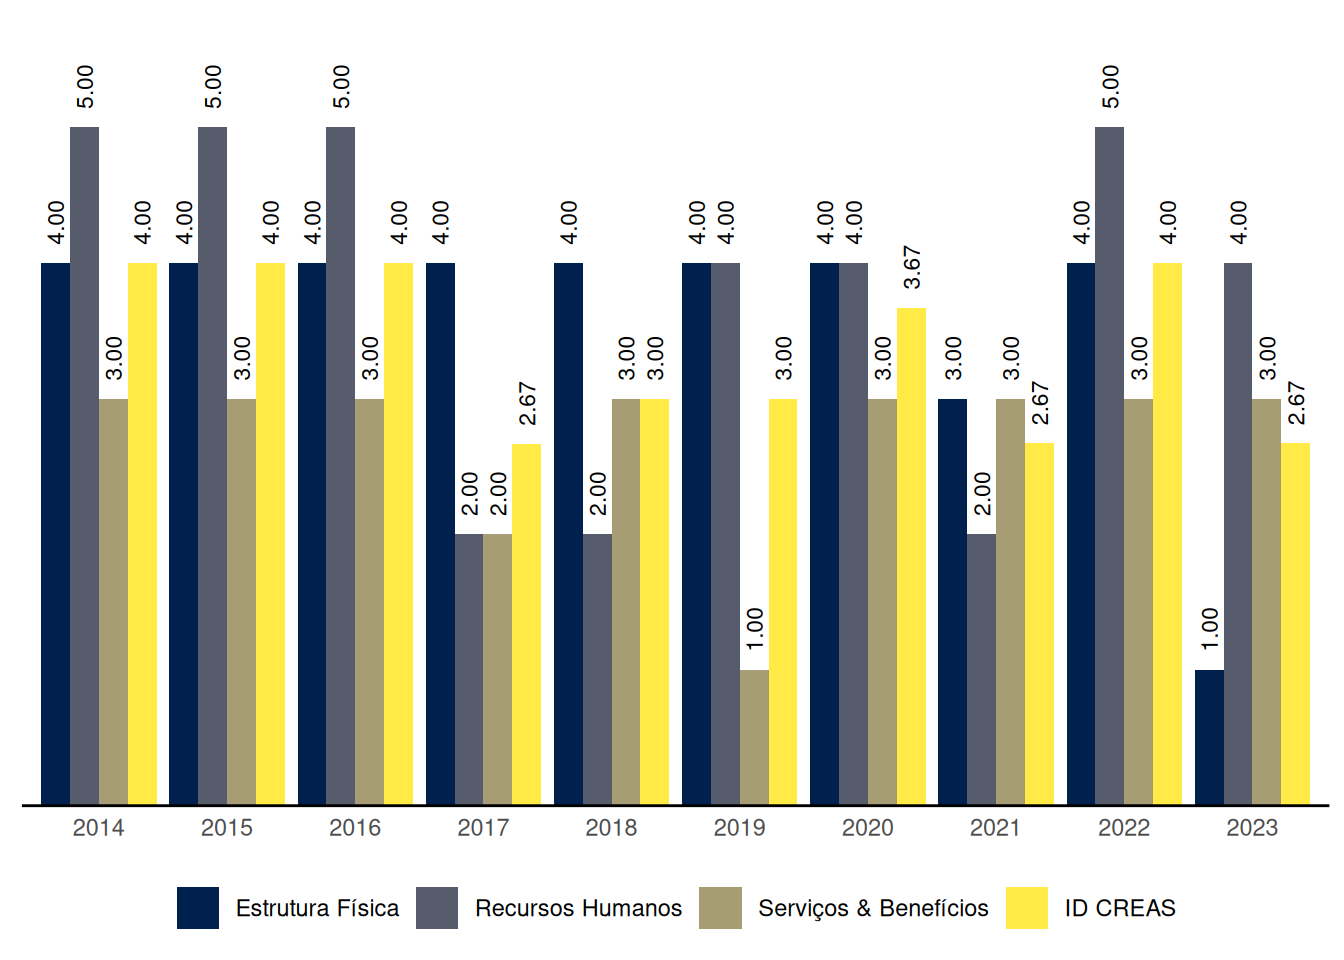 5.00 5.00 5.00 5.00
4.00 4.00 4.00 4.00 4.00 4.00 4.00 4.00 4.00 4.00 4.00 4.00 4.00 4.00 4.00
3.67
3.00 3.00 3.00 3.00 3.00 3.00 3.00 3.00 3.00 3.00 3.00
2.67 2.67 2.67
2.00 2.00 2.00 2.00
1.00 1.00
2014 2015 2016 2017 2018 2019 2020 2021 2022 2023
Estrutura Física Recursos Humanos Serviços & Benefícios ID CREAS